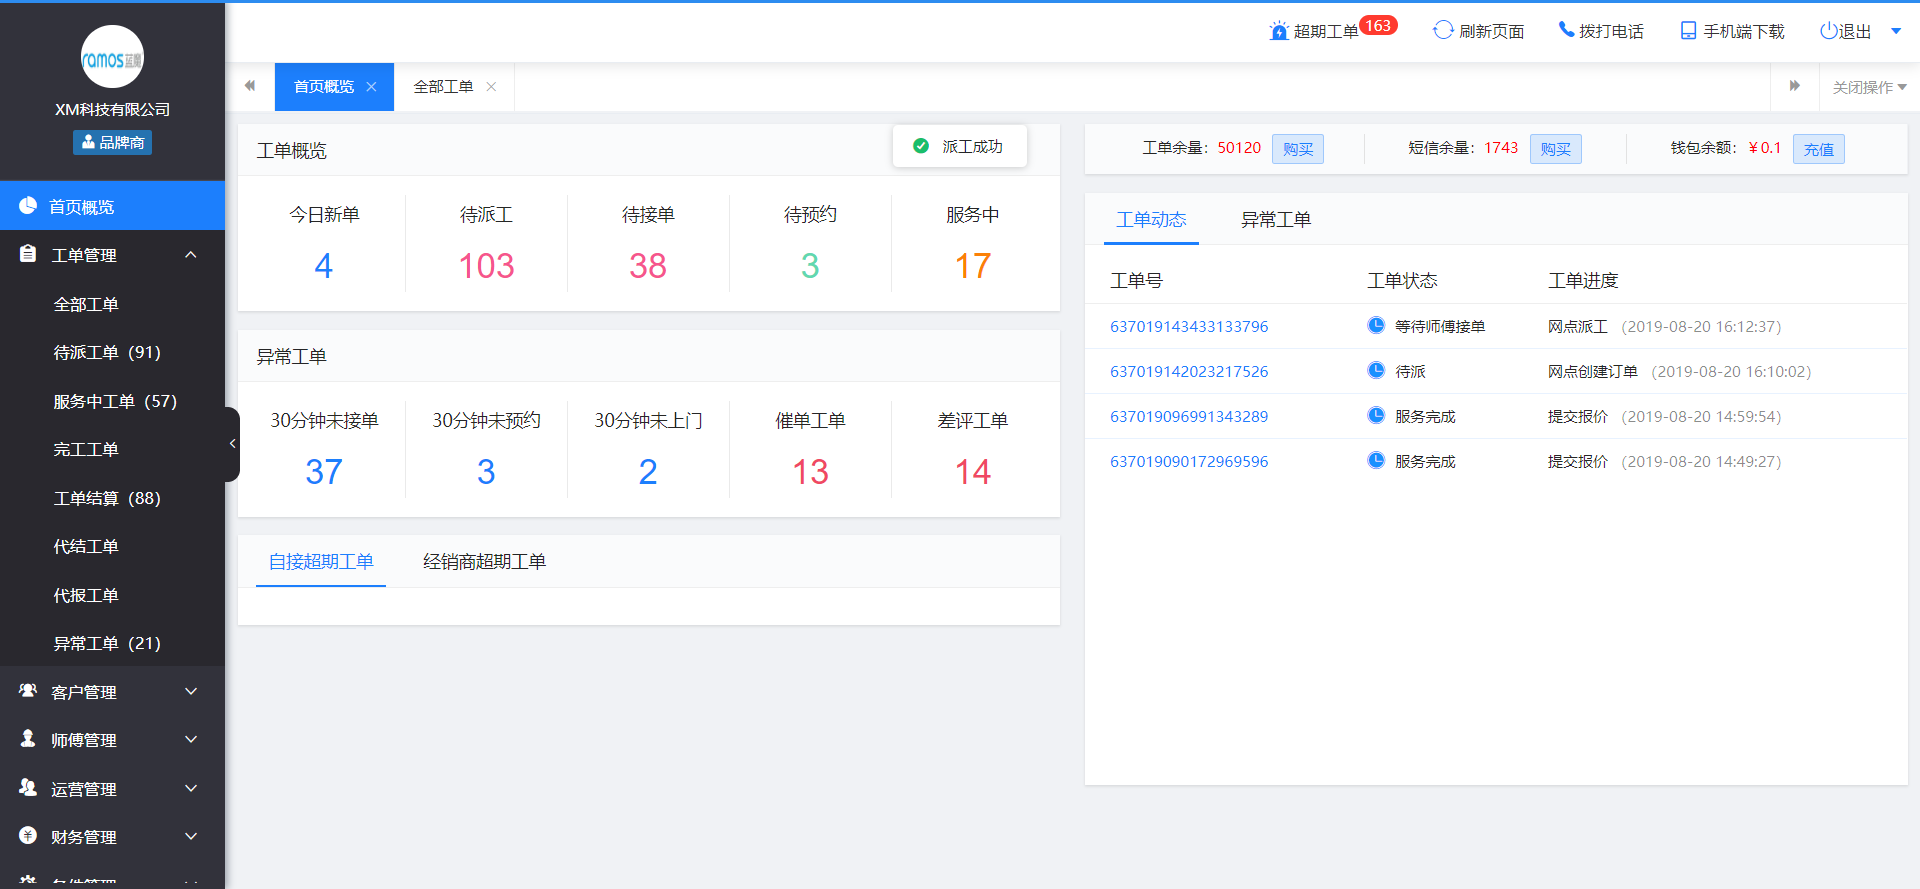 超期工单 163
刷新页面
拨打电话
手机端下载
退出
ramos
XM科技有限公司
品牌商
首页概览
工单管理
全部工单
待派工单（91）
服务中工单（57）
完工工单
工单结算（88）
代结工单
代报工单
异常工单（21）
客户管理
师傅管理
运营管理
财务管理
首页概览
全部工单
关闭操作
工单概览
派工成功
今日新单 待派工 待接单 待预约 服务中
4 103 38 3 17
异常工单
30分钟未接单 30分钟未预约 30分钟未上门 催单工单 差评工单
37 3 2 13 14
自接超期工单 经销商超期工单
工单余量：50120 购买
短信余量：1743 购买
钱包余额：￥0.1 充值
工单动态 异常工单
工单号 工单状态 工单进度
637019143433133796 等待师傅接单 网点派工 （2019-08-20 16:12:37）
637019142023217526 待派 网点创建订单 （2019-08-20 16:10:02）
637019096991343289 服务完成 提交报价 （2019-08-20 14:59:54）
637019090172969596 服务完成 提交报价 （2019-08-20 14:49:27）